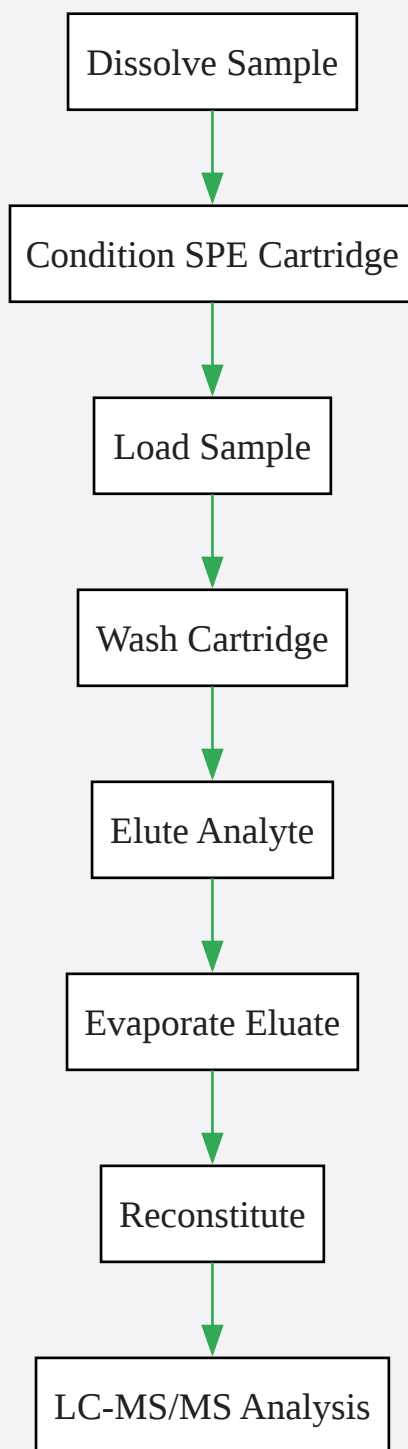 Dissolve Sample
Condition SPE Cartridge
Load Sample
Wash Cartridge
Elute Analyte
Evaporate Eluate
Reconstitute
LC-MS/MS Analysis